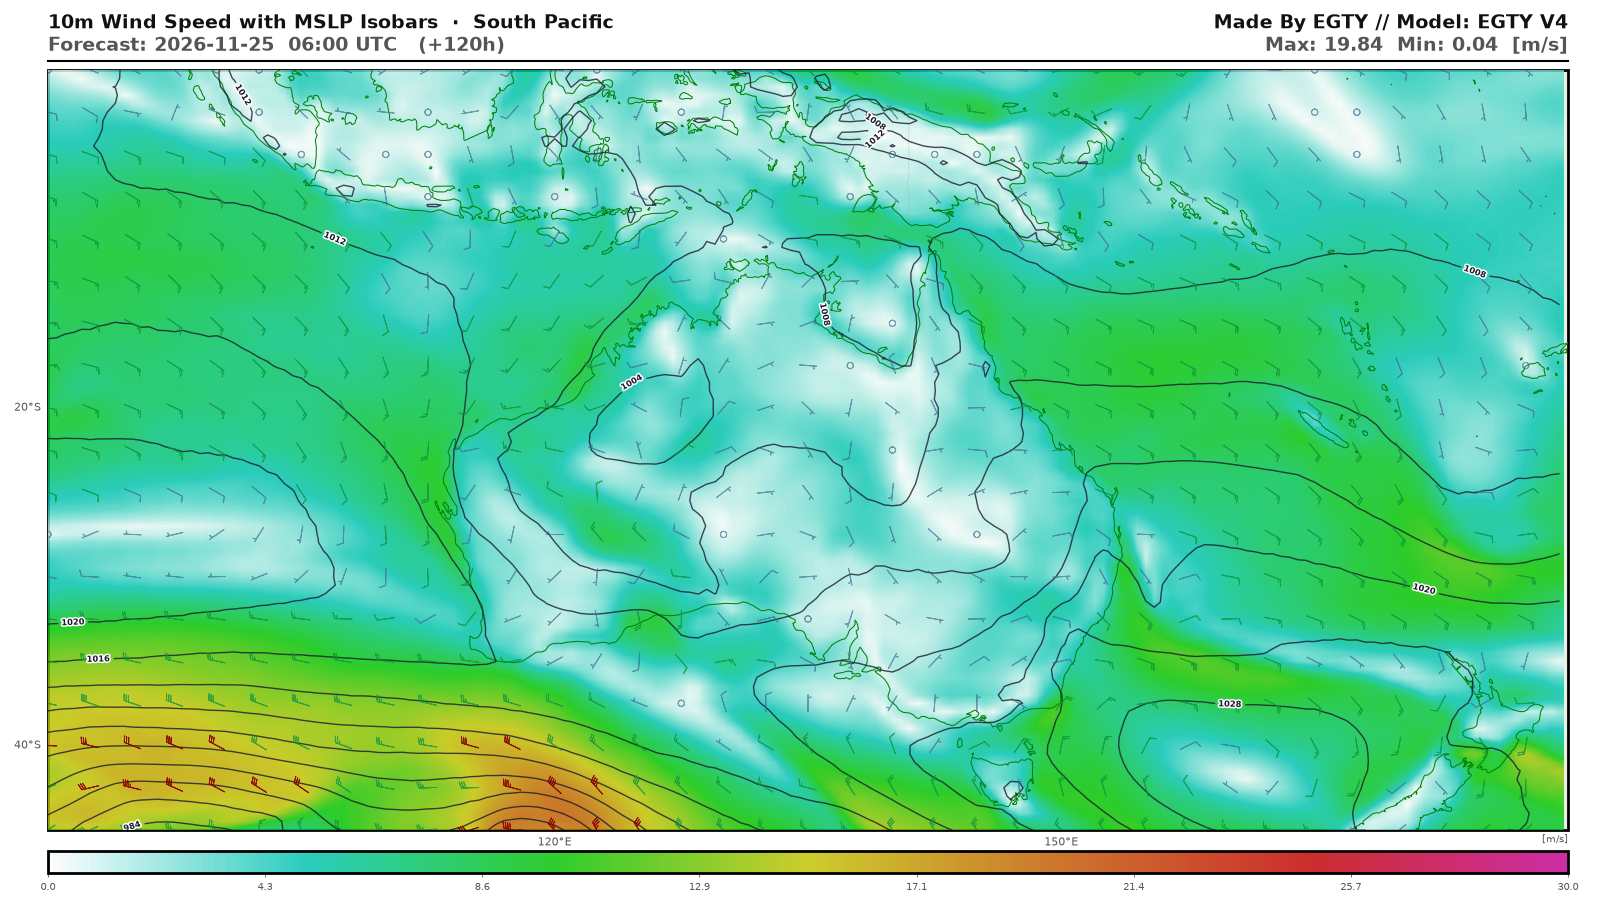 10m Wind Speed with MSLP Isobars · South Pacific
Made By EGTY // Model: EGTY V4
Forecast: 2026-11-25 06:00 UTC (+120h)
Max: 19.84 Min: 0.04 [m/s]
1012
1008
1012
1012
1008
1008
1004
20°S
1020
1020
1016
1028
40°S
984
120°E
150°E
[m/s]
0.0
4.3
8.6
12.9
17.1
21.4
25.7
30.0